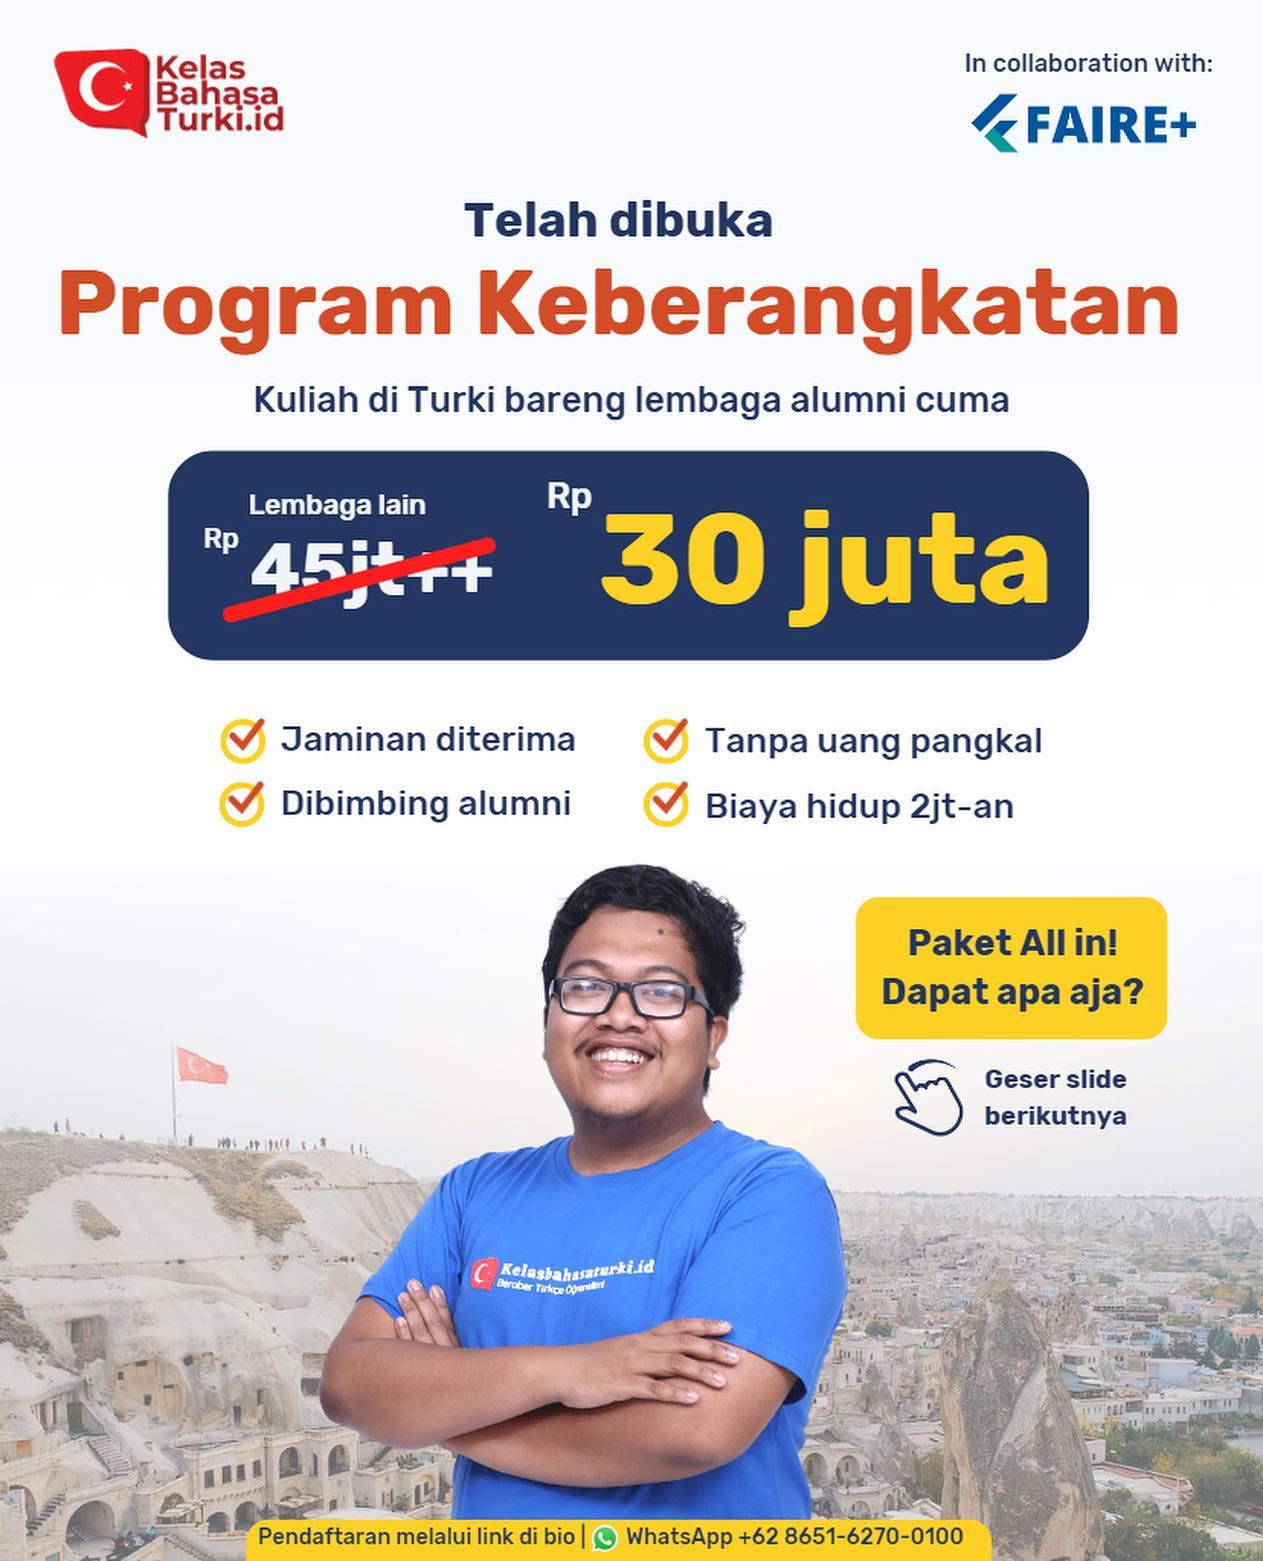 Kelas
Bahasa
Turki.id
In collaboration with:
FAIRE+
Telah dibuka
Program Keberangkatan
Kuliah di Turki bareng lembaga alumni cuma
Lembaga lain
Rp 45jt++
Rp 30 juta
Jaminan diterima
Tanpa uang pangkal
Dibimbing alumni
Biaya hidup 2jt-an
Paket All in!
Dapat apa aja?
Geser slide
berikutnya
Kelasbahasaturki.id
Beraber Türkçe Öğrenelim!
Pendaftaran melalui link di bio | WhatsApp +62 8651-6270-0100